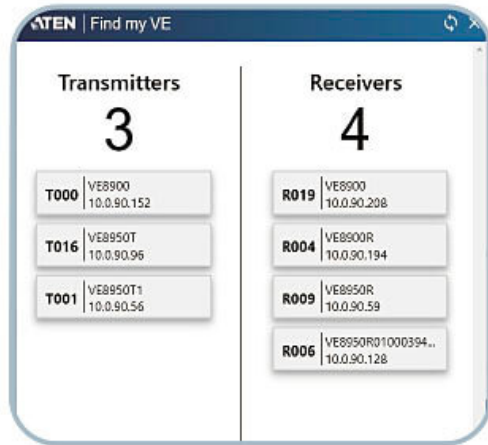 ATEN | Find my VE
Transmitters
3
T000 VE8900
10.0.90.152
T016 VE8950T
10.0.90.96
T001 VE8950T1
10.0.90.56
Receivers
4
R019 VE8900
10.0.90.208
R004 VE8900R
10.0.90.194
R009 VE8950R
10.0.90.59
R006 VE8950R01000394...
10.0.90.128